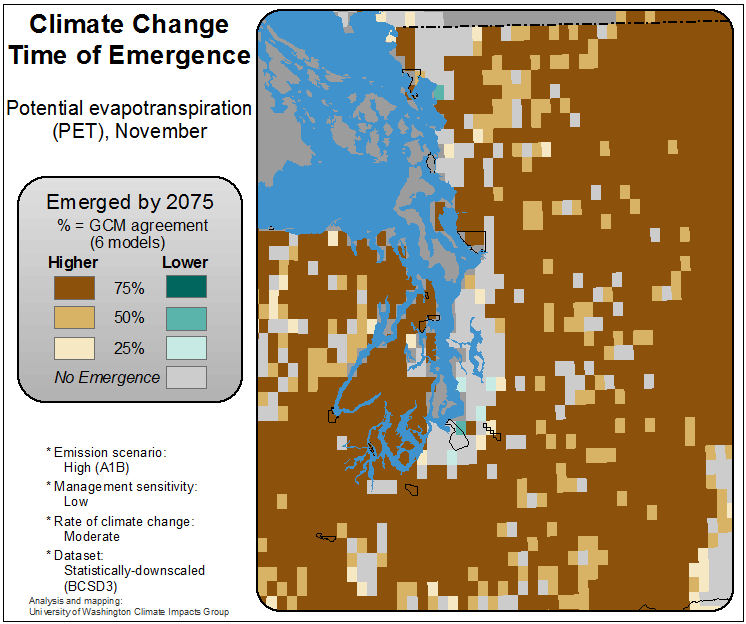 Climate Change
Time of Emergence
Potential evapotranspiration
(PET), November
Emerged by 2075
% = GCM agreement
(6 models)
Higher Lower
75%
50%
25%
No Emergence
* Emission scenario:
High (A1B)
* Management sensitivity:
Low
* Rate of climate change:
Moderate
* Dataset:
Statistically-downscaled
(BCSD3)
Analysis and mapping:
University of Washington Climate Impacts Group